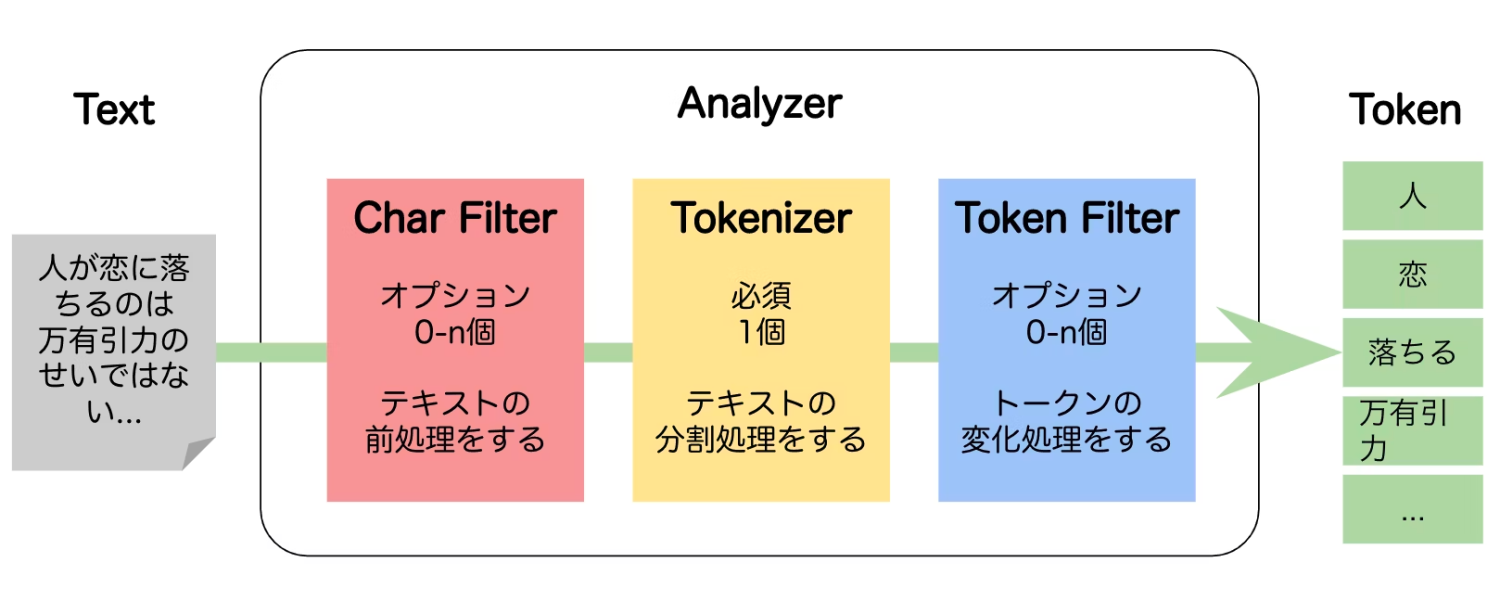 Text
人が恋に落
ちるのは
万有引力の
せいではな
い...
Analyzer
Char Filter
オプション
0-n個
テキストの
前処理をする
Tokenizer
必須
1個
テキストの
分割処理をする
Token Filter
オプション
0-n個
トークンの
変化処理をする
Token
人
恋
落ちる
万有引
力
...